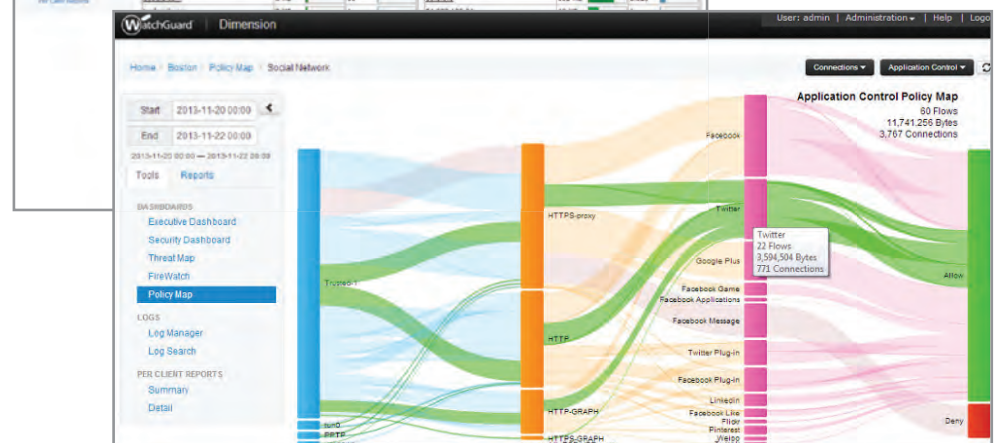 WatchGuard | Dimension
User: admin | Administration | Help | Logo
Home / Boston / Policy Map / Social Network
Connections
Application Control
Application Control Policy Map
60 Flows
11,741,256 Bytes
3,767 Connections
Start 2013-11-20 00:00
End 2013-11-22 00:00
2013-11-20 00:00 — 2013-11-22 00:00
Tools Reports
DASHBOARDS
Executive Dashboard
Security Dashboard
Threat Map
FireWatch
Policy Map
LOGS
Log Manager
Log Search
PER CLIENT REPORTS
Summary
Detail
Trusted-1
tun0
PPTP
HTTPS-proxy
HTTP
HTTP-GRAPH
HTTPS-GRAPH
Facebook
Twitter
Google Plus
Facebook Game
Facebook Applications
Facebook Message
Twitter Plug-in
Facebook Plug-in
LinkedIn
Facebook Like
Flickr
Pinterest
Weibo
Twitter
22 Flows
3,594,504 Bytes
771 Connections
Allow
Deny